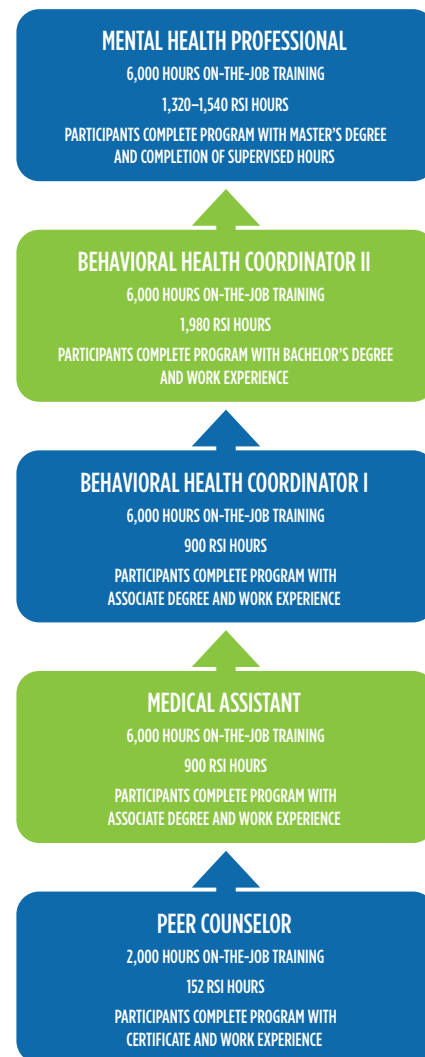 MENTAL HEALTH PROFESSIONAL
6,000 HOURS ON-THE-JOB TRAINING
1,320–1,540 RSI HOURS
PARTICIPANTS COMPLETE PROGRAM WITH MASTER'S DEGREE
AND COMPLETION OF SUPERVISED HOURS
BEHAVIORAL HEALTH COORDINATOR II
6,000 HOURS ON-THE-JOB TRAINING
1,980 RSI HOURS
PARTICIPANTS COMPLETE PROGRAM WITH BACHELOR'S DEGREE
AND WORK EXPERIENCE
BEHAVIORAL HEALTH COORDINATOR I
6,000 HOURS ON-THE-JOB TRAINING
900 RSI HOURS
PARTICIPANTS COMPLETE PROGRAM WITH
ASSOCIATE DEGREE AND WORK EXPERIENCE
MEDICAL ASSISTANT
6,000 HOURS ON-THE-JOB TRAINING
900 RSI HOURS
PARTICIPANTS COMPLETE PROGRAM WITH
ASSOCIATE DEGREE AND WORK EXPERIENCE
PEER COUNSELOR
2,000 HOURS ON-THE-JOB TRAINING
152 RSI HOURS
PARTICIPANTS COMPLETE PROGRAM WITH
CERTIFICATE AND WORK EXPERIENCE